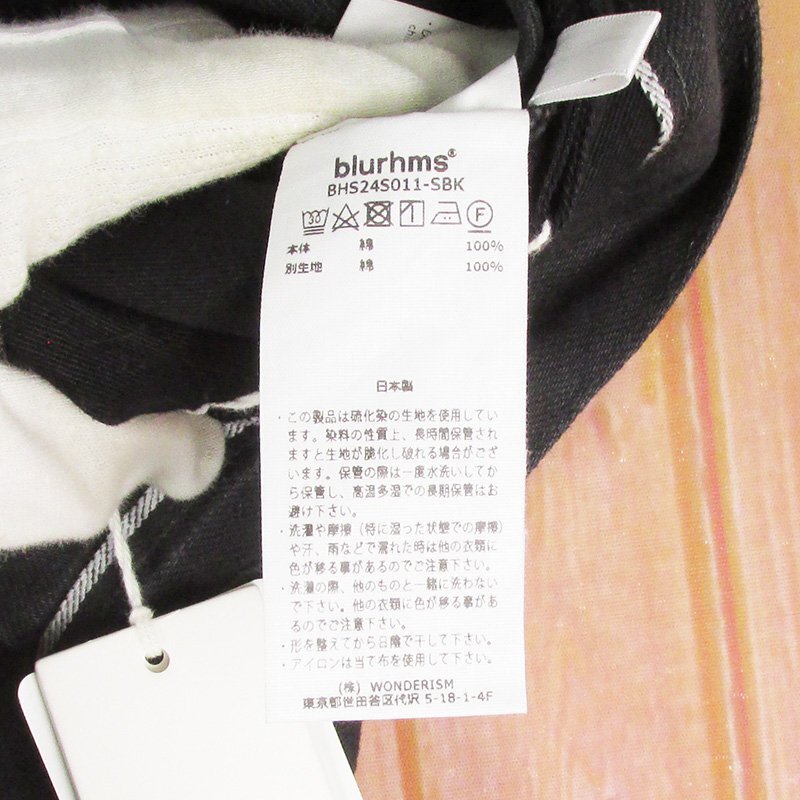 blurhms®
BHS24S011-SBK
30 F
本体 綿 100%
別生地 綿 100%
日本製
・この製品は硫化染の生地を使用してい
ます。染料の性質上、長時間保管され
ますと生地が脆化し破れる場合がござ
います。保管の際は一度水洗いしてか
ら保管し、高温多湿での長期保管はお
避け下さい。
・洗濯や摩擦（特に湿った状態での摩擦）
や汗、雨などで濡れた時は他の衣類に
色が移る事があるのでご注意下さい。
・洗濯の際、他のものと一緒に洗わない
で下さい。他の衣類に色が移る事があ
るのでご注意下さい。
・形を整えてから日陰で干して下さい。
・アイロンは当て布を使用して下さい。
（株）WONDERISM
東京都世田谷区代沢 5-18-1-4F